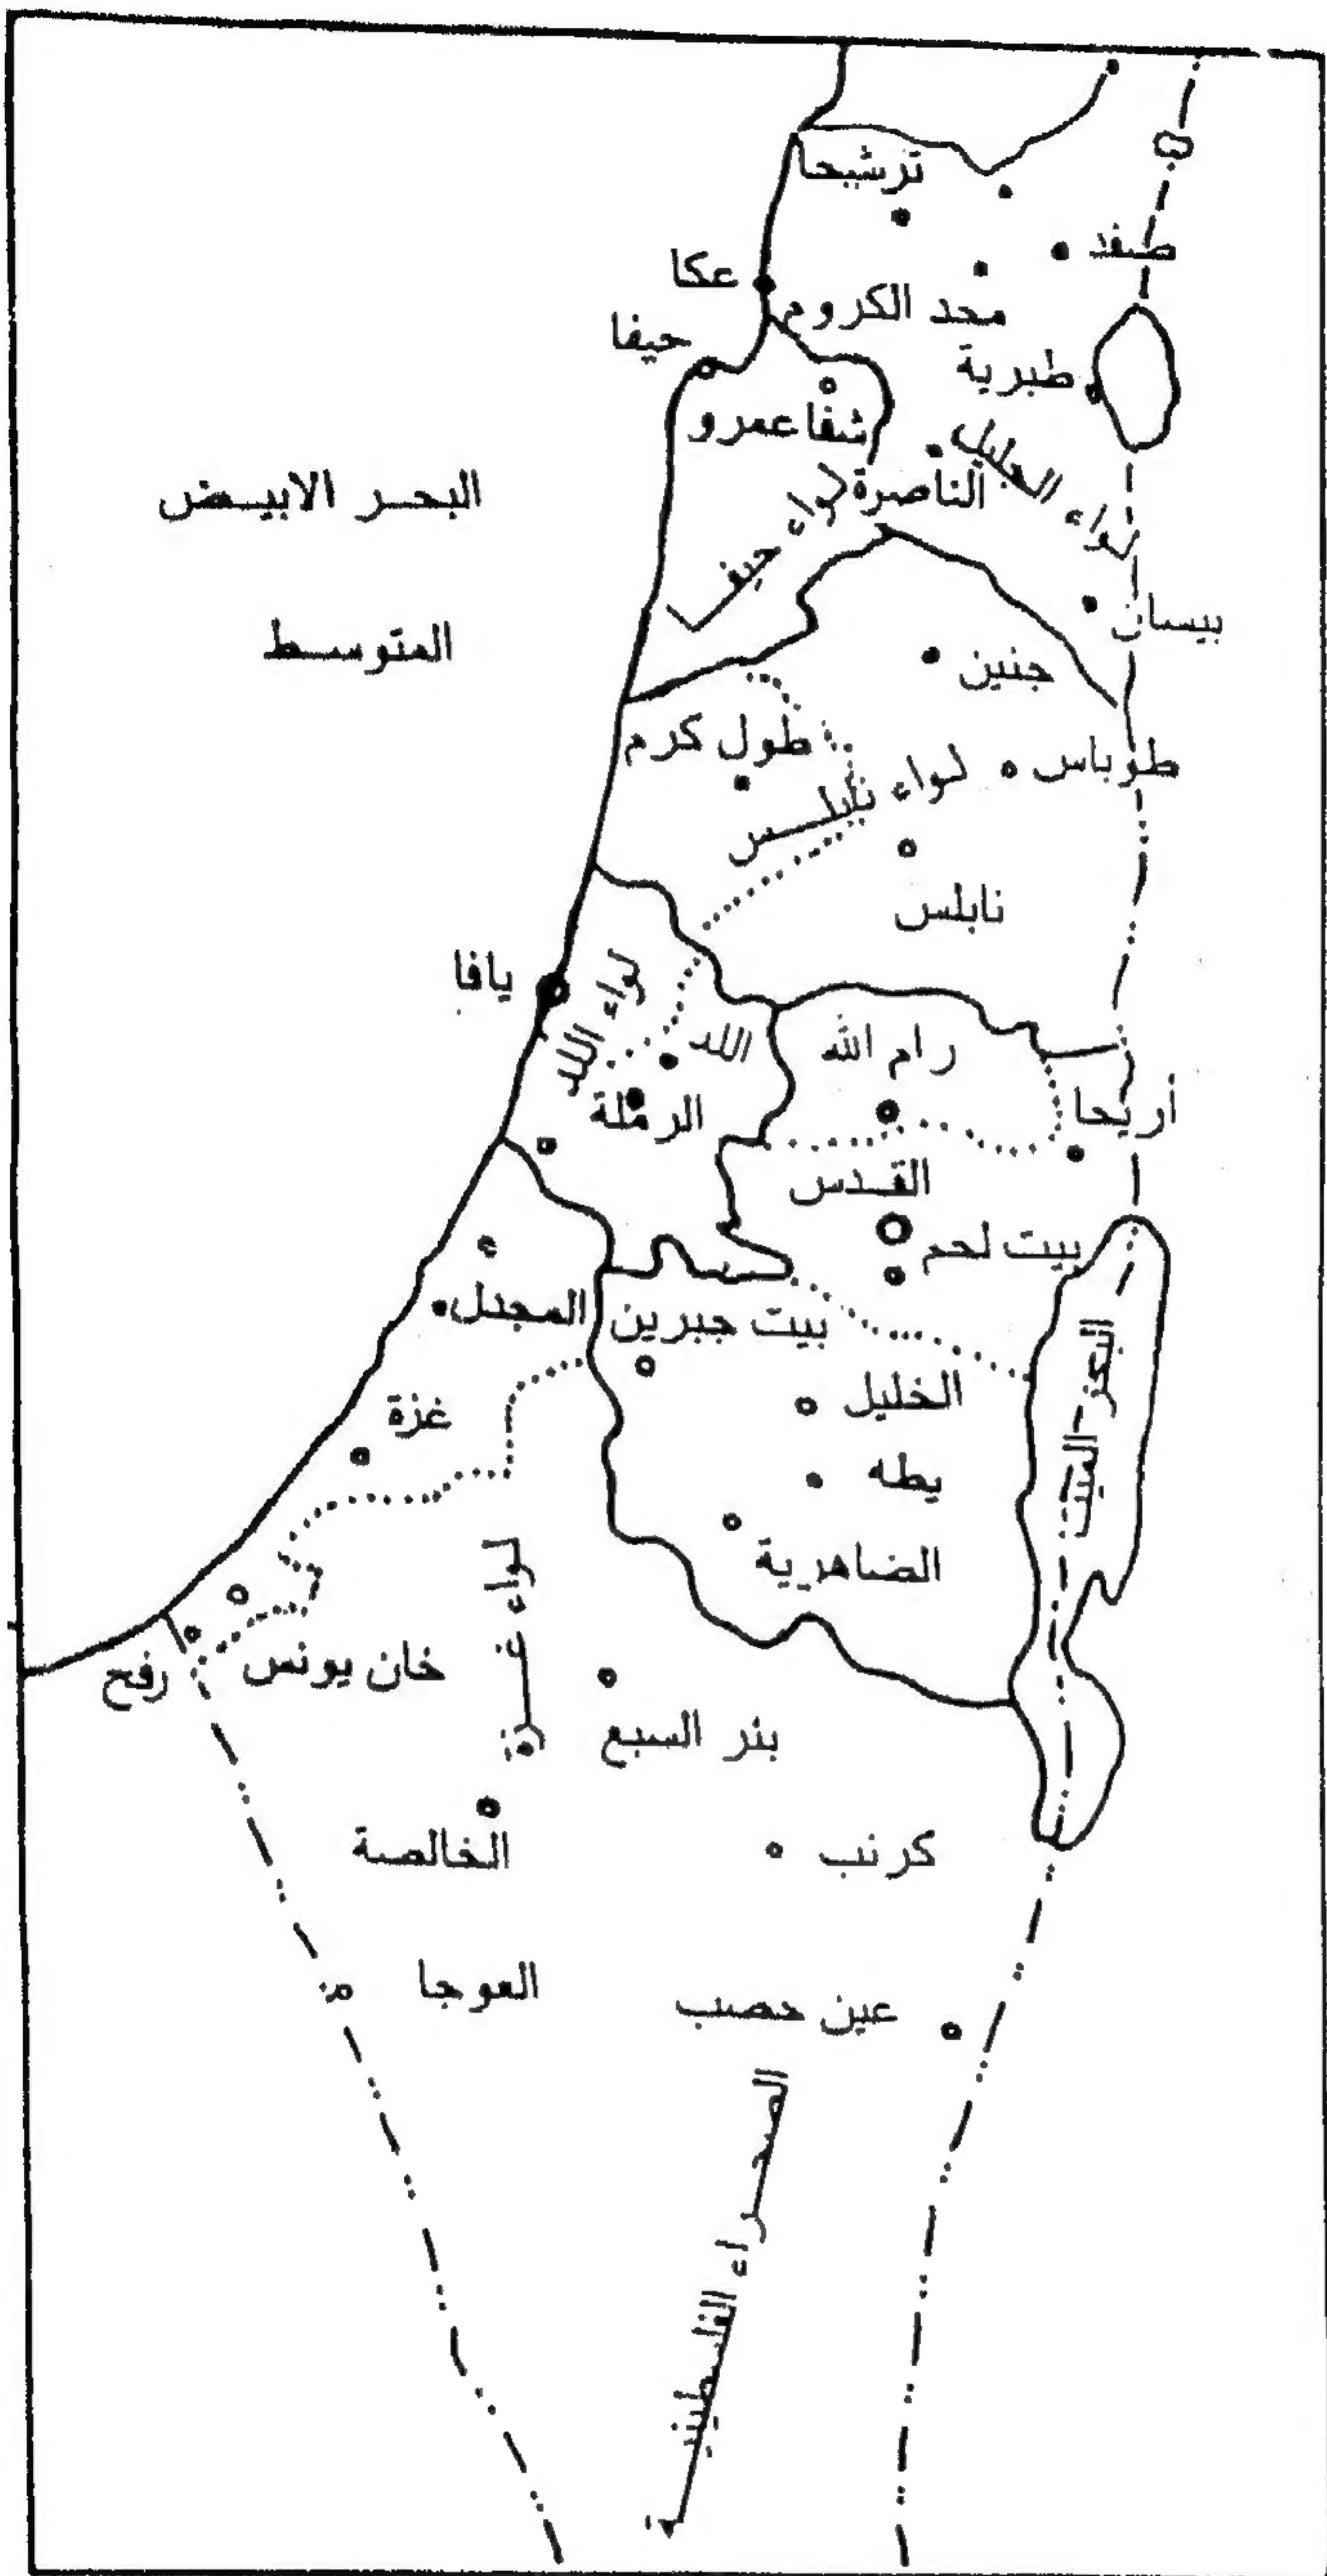 ترشيحا
صفد
عكا
مجد الكروم
حيفا
طبرية
شفا عمرو
الناصرة
لواء الجليل
لواء حيفا
البحر الابيض
المتوسط
بيسان
جنين
طول كرم
طوباس
لواء نابلس
نابلس
يافا
لواء اللد
اللد
رام الله
الرملة
أريحا
القدس
بيت لحم
المجدل
بيت جبرين
البحر الميت
الخليل
غزة
يطه
الضاهرية
لواء غزة
خان يونس
رفح
بئر السبع
الخالصة
كرنب
العوجا
عين حصب
الصحراء الفلسطينية